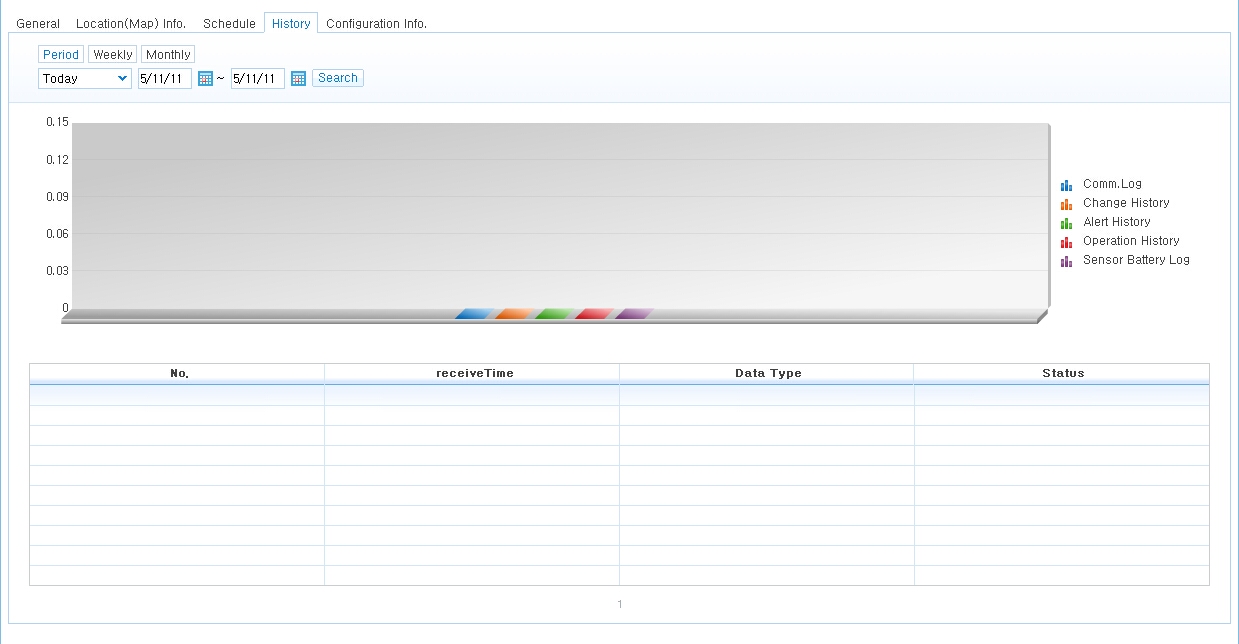 General Location(Map) Info. Schedule History Configuration Info.
Period Weekly Monthly
Today 5/11/11 ~ 5/11/11 Search
0.15
0.12
0.09
0.06
0.03
0
Comm.Log
Change History
Alert History
Operation History
Sensor Battery Log
No. receiveTime Data Type Status
1